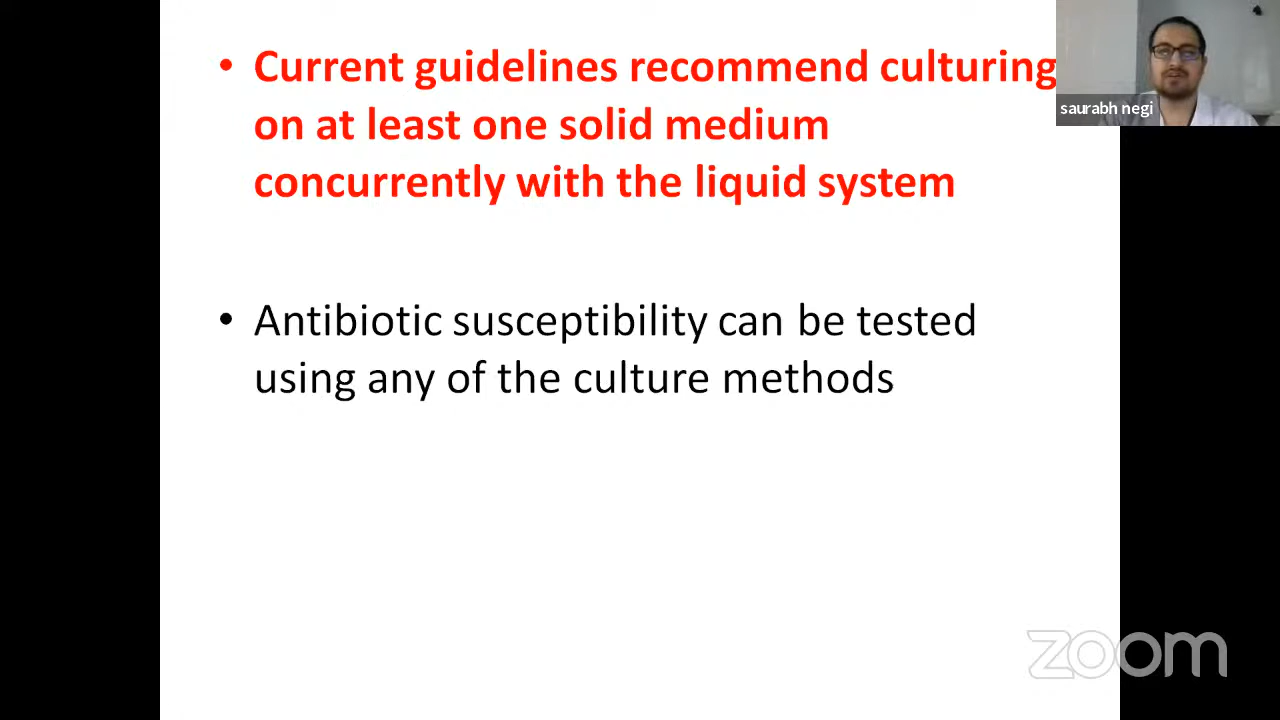 • Current guidelines recommend culturing
on at least one solid medium
concurrently with the liquid system
• Antibiotic susceptibility can be tested
using any of the culture methods
saurabh negi
zoom